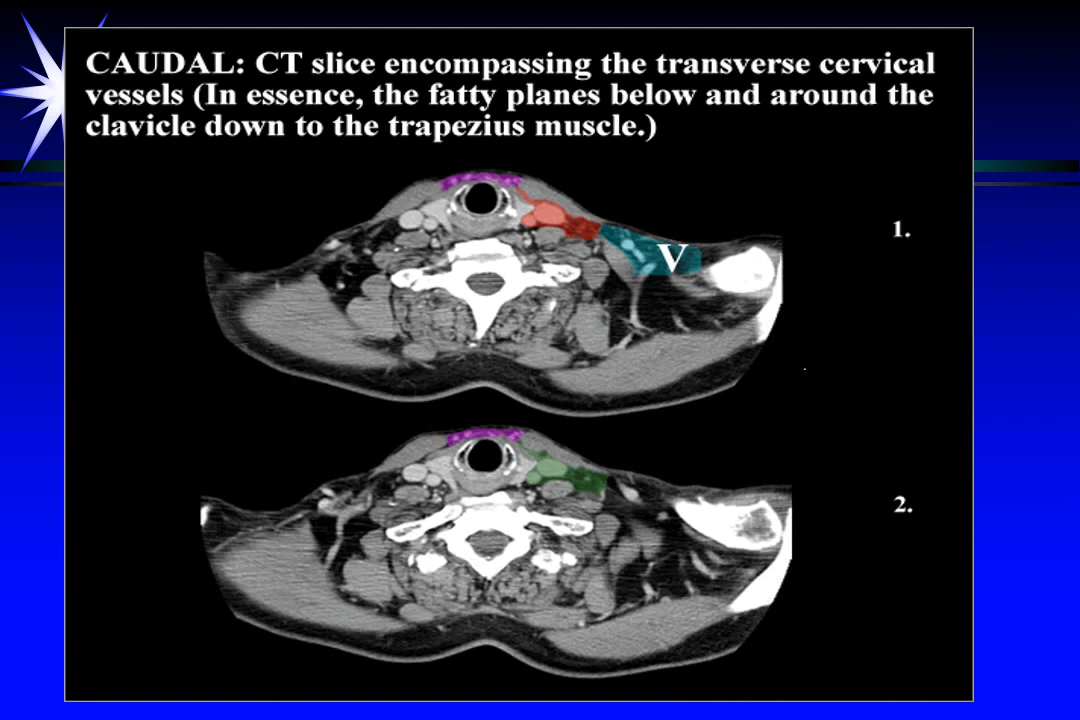 CAUDAL: CT slice encompassing the transverse cervical
vessels (In essence, the fatty planes below and around the
clavicle down to the trapezius muscle.)
1.
V
2.